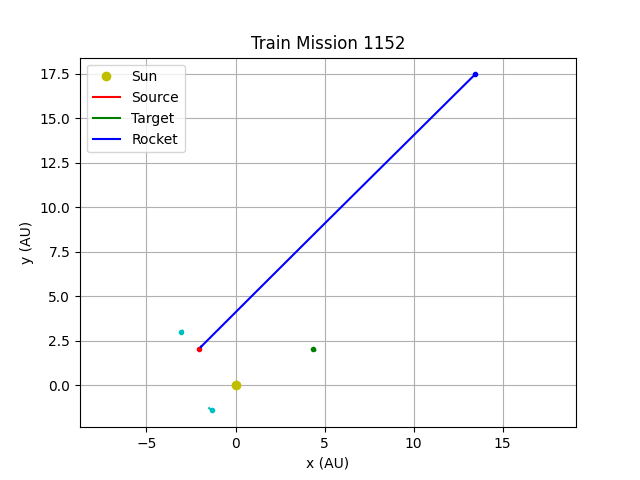 Train Mission 1152
Sun
Source
Target
Rocket
17.5
15.0
12.5
10.0
7.5
5.0
2.5
0.0
y (AU)
−5
0
5
10
15
x (AU)